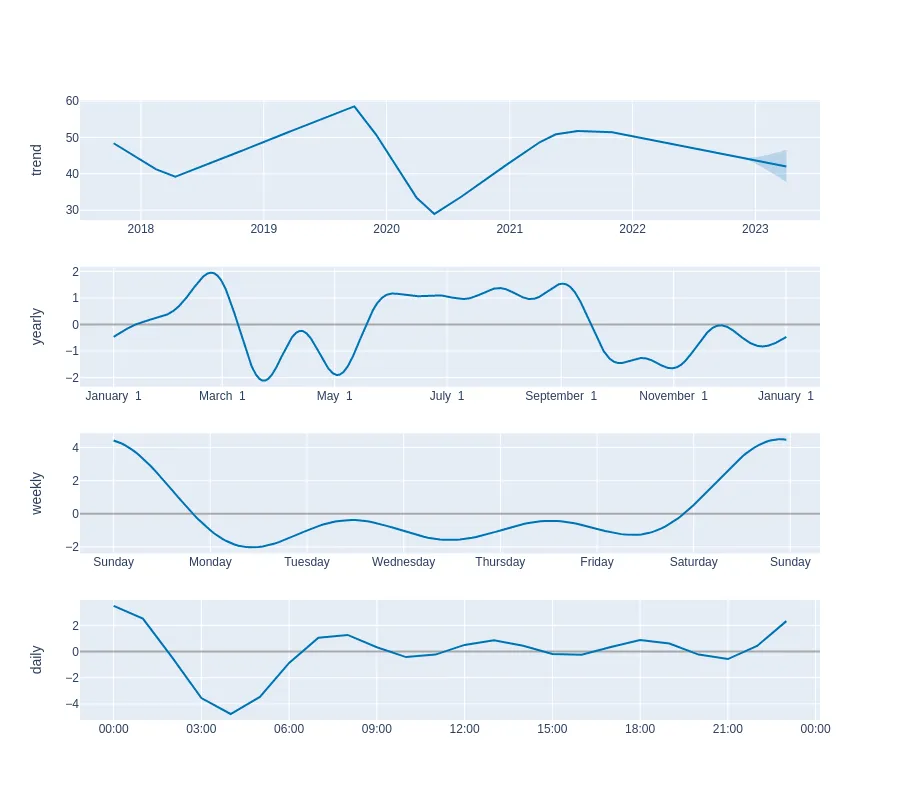 trend
60
50
40
30
2018 2019 2020 2021 2022 2023
yearly
2
1
0
−1
−2
January 1 March 1 May 1 July 1 September 1 November 1 January 1
weekly
4
2
0
−2
Sunday Monday Tuesday Wednesday Thursday Friday Saturday Sunday
daily
2
0
−2
−4
00:00 03:00 06:00 09:00 12:00 15:00 18:00 21:00 00:00